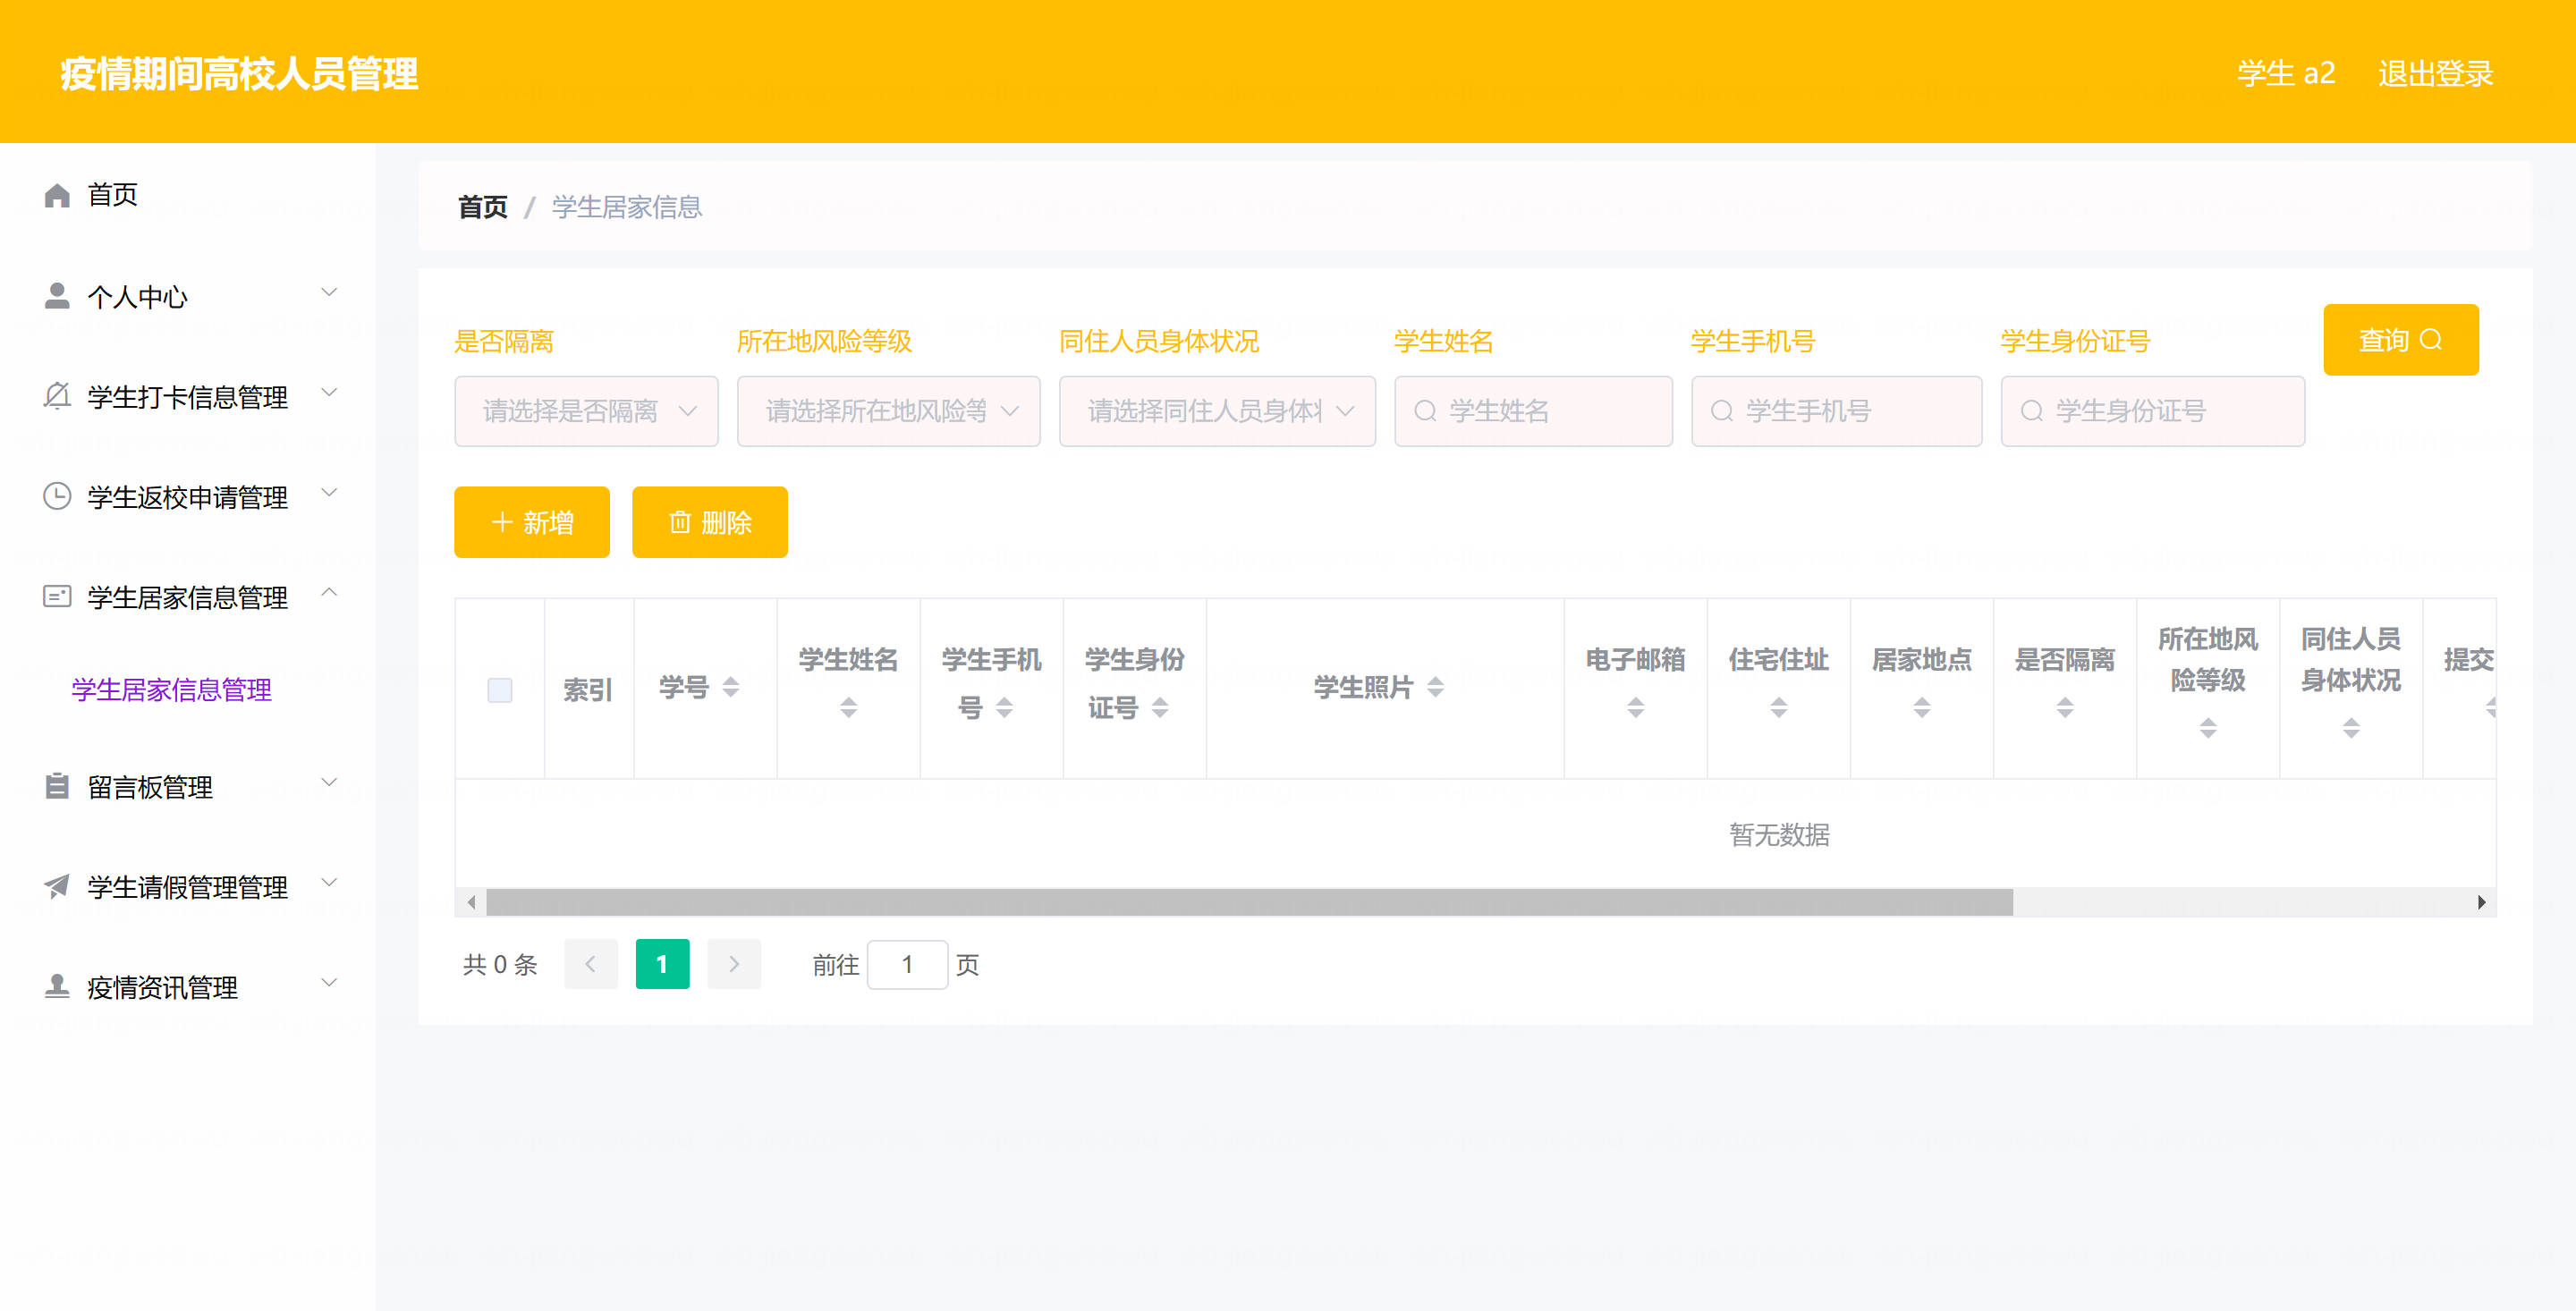 疫情期间高校人员管理
学生 a2 退出登录
首页
个人中心
学生打卡信息管理
学生返校申请管理
学生居家信息管理
学生居家信息管理
留言板管理
学生请假管理管理
疫情资讯管理
首页 / 学生居家信息
是否隔离 所在地风险等级 同住人员身体状况 学生姓名 学生手机号 学生身份证号 查询
请选择是否隔离 请选择所在地风险等 请选择同住人员身体 学生姓名 学生手机号 学生身份证号
新增 删除
索引 学号 学生姓名 学生手机号 学生身份证号 学生照片 电子邮箱 住宅住址 居家地点 是否隔离 所在地风险等级 同住人员身体状况 提交
暂无数据
共 0 条 1 前往 1 页